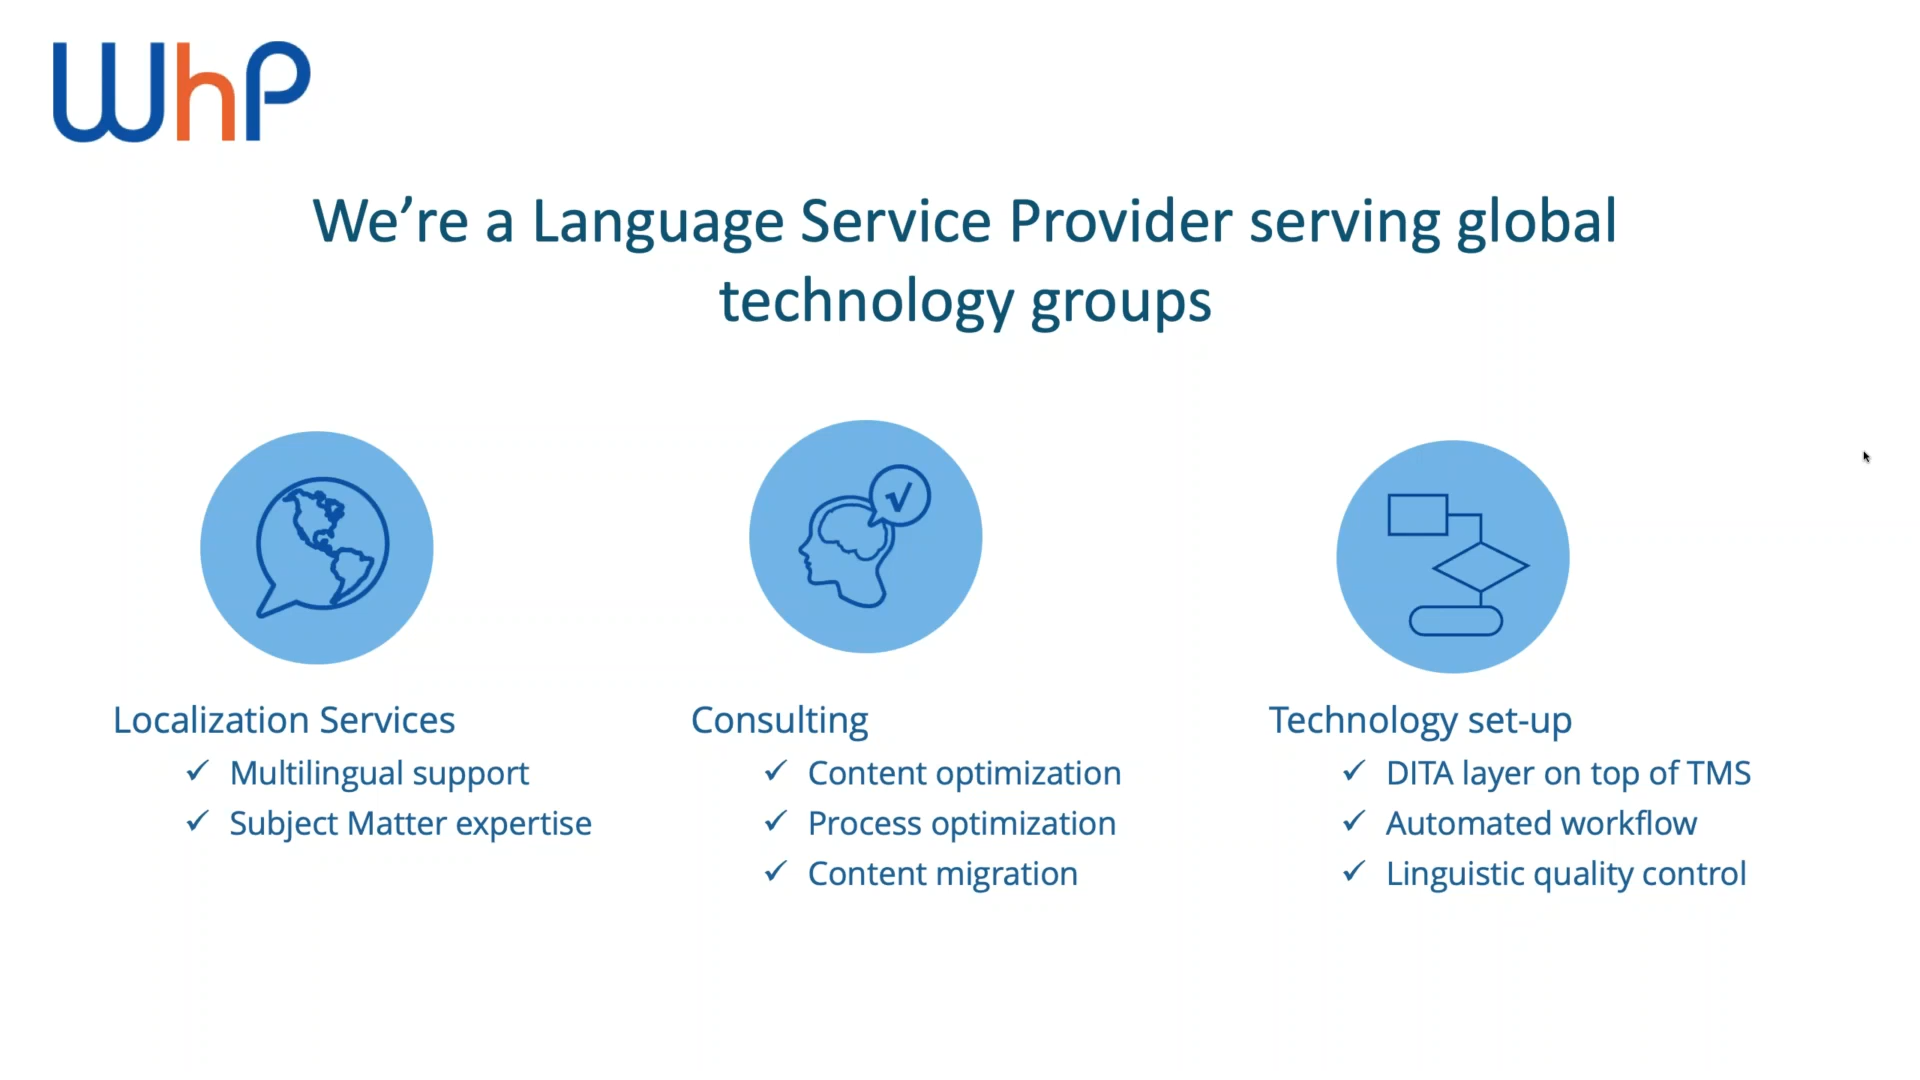 WhP
We’re a Language Service Provider serving global
technology groups
Localization Services
✓ Multilingual support
✓ Subject Matter expertise
Consulting
✓ Content optimization
✓ Process optimization
✓ Content migration
Technology set-up
✓ DITA layer on top of TMS
✓ Automated workflow
✓ Linguistic quality control